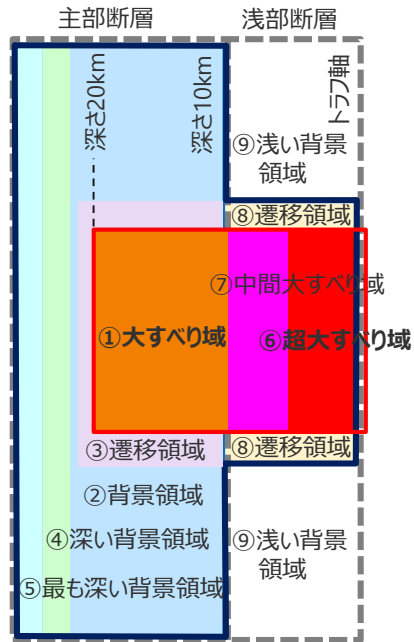 主部断層
浅部断層
深さ20km
深さ10km
トラフ軸
⑨浅い背景
領域
⑧遷移領域
⑦中間大すべり域
①大すべり域
⑥超大すべり域
③遷移領域
⑧遷移領域
②背景領域
④深い背景領域
⑨浅い背景
領域
⑤最も深い背景領域